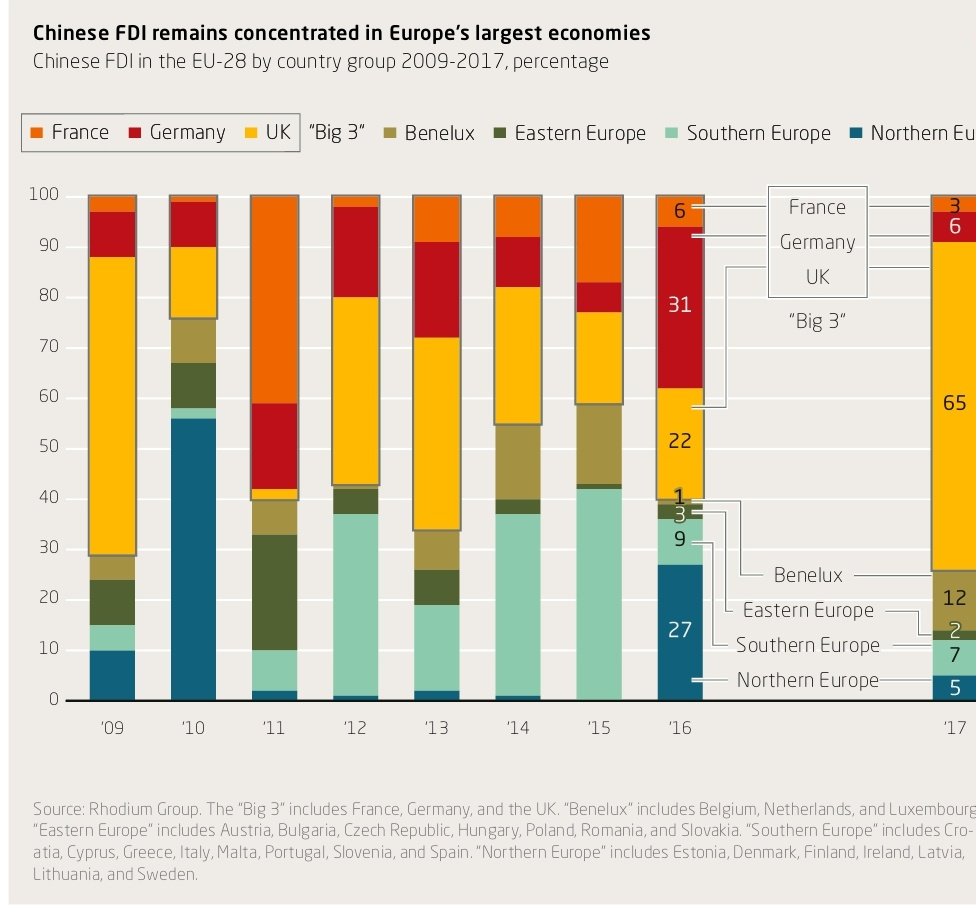 Chinese FDI remains concentrated in Europe's largest economies
Chinese FDI in the EU-28 by country group 2009-2017, percentage
France Germany UK "Big 3" Benelux Eastern Europe Southern Europe Northern Eu
100
90
80
70
60
50
40
30
20
10
0
6
31
22
1
3
9
27
France
Germany
UK
"Big 3"
Benelux
Eastern Europe
Southern Europe
Northern Europe
3
6
65
12
2
7
5
'09 '10 '11 '12 '13 '14 '15 '16 '17
Source: Rhodium Group. The "Big 3" includes France, Germany, and the UK. "Benelux" includes Belgium, Netherlands, and Luxembourg
"Eastern Europe" includes Austria, Bulgaria, Czech Republic, Hungary, Poland, Romania, and Slovakia. "Southern Europe" includes Cro-
atia, Cyprus, Greece, Italy, Malta, Portugal, Slovenia, and Spain. "Northern Europe" includes Estonia, Denmark, Finland, Ireland, Latvia,
Lithuania, and Sweden.